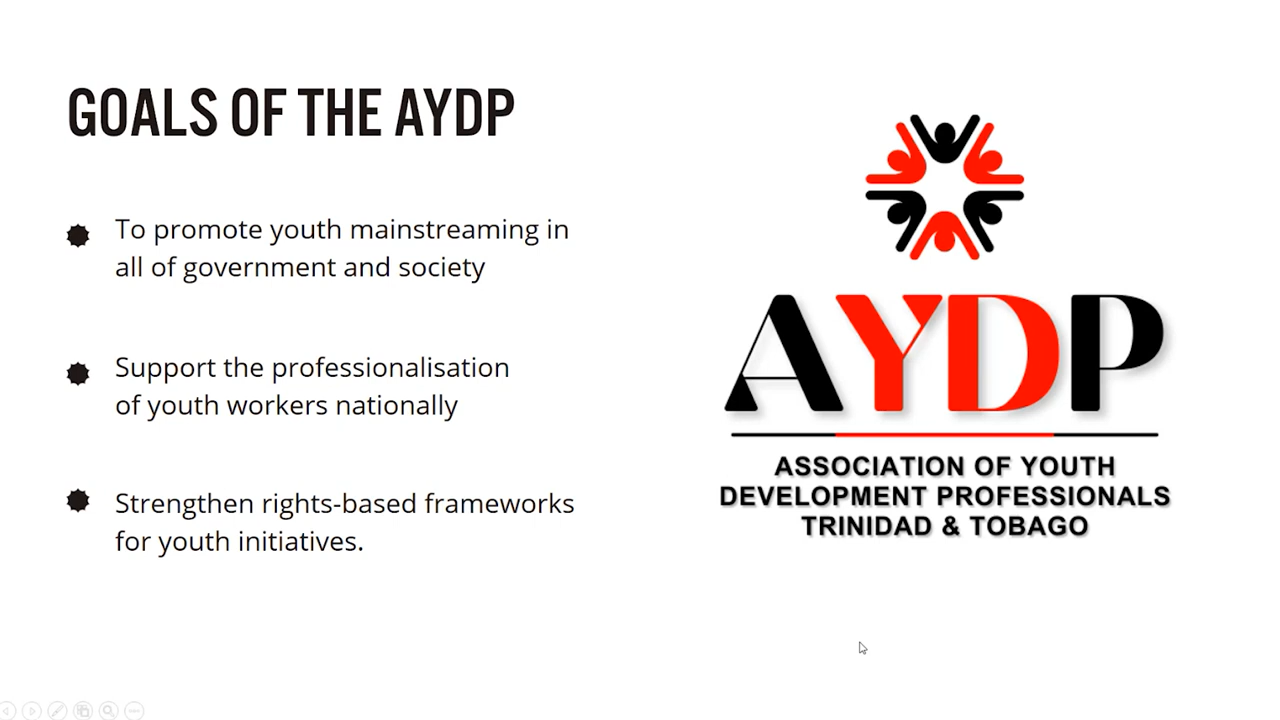 GOALS OF THE AYDP
To promote youth mainstreaming in
all of government and society
Support the professionalisation
of youth workers nationally
Strengthen rights-based frameworks
for youth initiatives.
AYDP
ASSOCIATION OF YOUTH
DEVELOPMENT PROFESSIONALS
TRINIDAD & TOBAGO